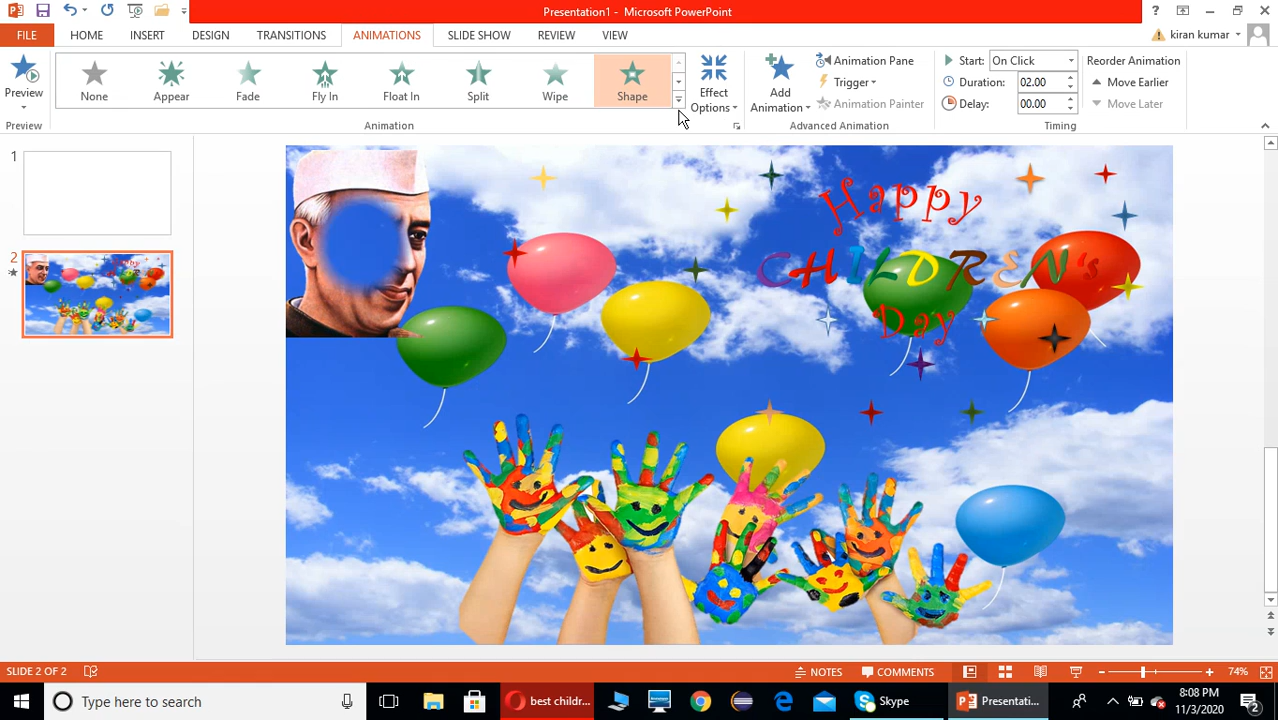 Presentation1 - Microsoft PowerPoint
FILE HOME INSERT DESIGN TRANSITIONS ANIMATIONS SLIDE SHOW REVIEW VIEW kiran kumar
Preview
None Appear Fade Fly In Float In Split Wipe Shape
Effect Options
Add Animation
Animation Pane
Trigger
Animation Painter
Start: On Click
Duration: 02.00
Delay: 00.00
Reorder Animation
Move Earlier
Move Later
Preview Animation Advanced Animation Timing
1
2
Happy
CHILDREN's
Day
SLIDE 2 OF 2 NOTES COMMENTS 74%
Type here to search
best childr...
Skype
Presentati...
8:08 PM
11/3/2020
2